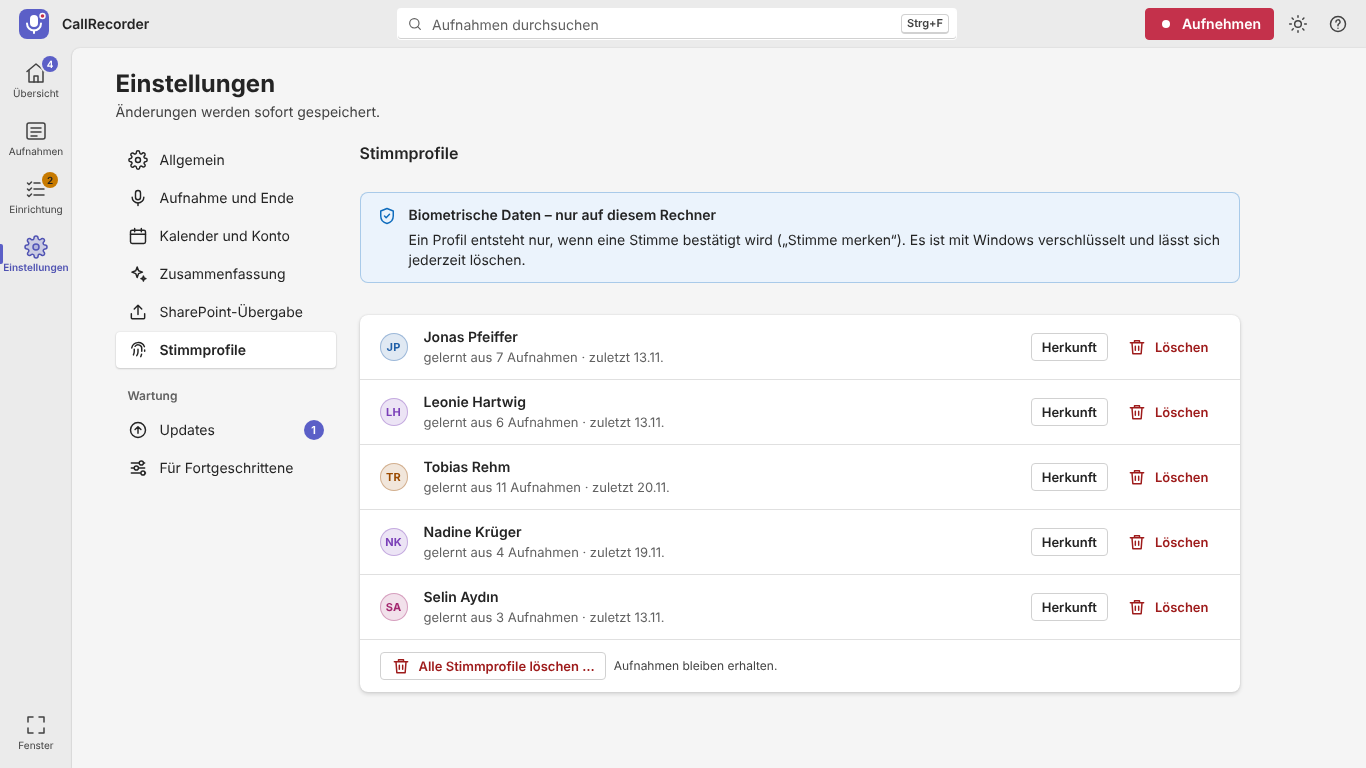 CallRecorder
Aufnahmen durchsuchen
Strg+F
Aufnehmen
4
Übersicht
Aufnahmen
2
Einrichtung
Einstellungen
Fenster
Einstellungen
Änderungen werden sofort gespeichert.
Allgemein
Aufnahme und Ende
Kalender und Konto
Zusammenfassung
SharePoint-Übergabe
Stimmprofile
Wartung
Updates
1
Für Fortgeschrittene
Stimmprofile
Biometrische Daten – nur auf diesem Rechner
Ein Profil entsteht nur, wenn eine Stimme bestätigt wird („Stimme merken“). Es ist mit Windows verschlüsselt und lässt sich
jederzeit löschen.
JP
Jonas Pfeiffer
gelernt aus 7 Aufnahmen · zuletzt 13.11.
Herkunft
Löschen
LH
Leonie Hartwig
gelernt aus 6 Aufnahmen · zuletzt 13.11.
Herkunft
Löschen
TR
Tobias Rehm
gelernt aus 11 Aufnahmen · zuletzt 20.11.
Herkunft
Löschen
NK
Nadine Krüger
gelernt aus 4 Aufnahmen · zuletzt 19.11.
Herkunft
Löschen
SA
Selin Aydın
gelernt aus 3 Aufnahmen · zuletzt 13.11.
Herkunft
Löschen
Alle Stimmprofile löschen ...
Aufnahmen bleiben erhalten.